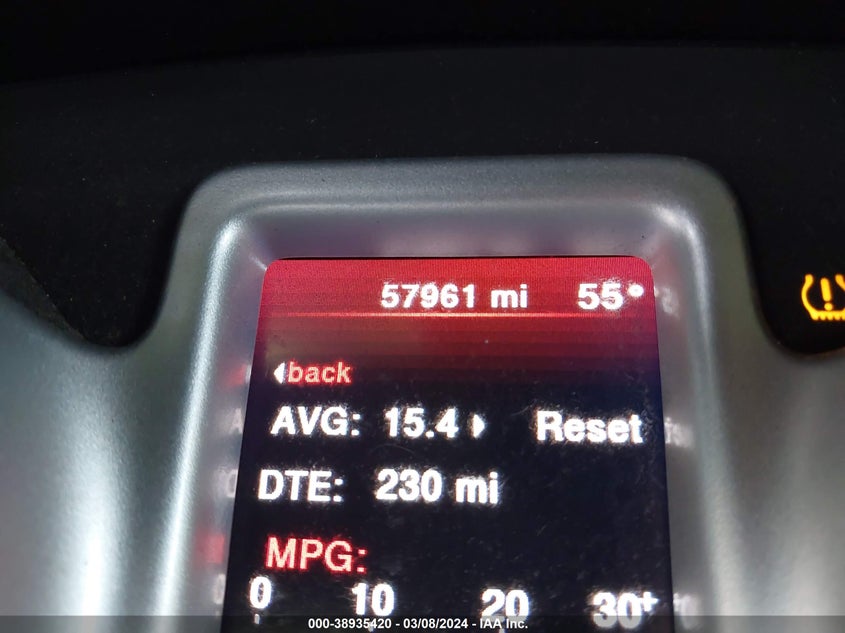 57961 mi 55°
back
AVG: 15.4 Reset
DTE: 230 mi
MPG:
0 10 20 30+
000-38935420 - 03/08/2024 - IAA Inc.